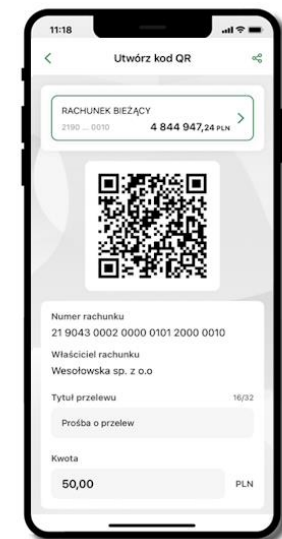 11:18
Utwórz kod QR
RACHUNEK BIEŻĄCY
2190 ... 0010 4 844 947,24 PLN
Numer rachunku
21 9043 0002 0000 0101 2000 0010
Właściciel rachunku
Wesołowska sp. z o.o
Tytuł przelewu 16/32
Prośba o przelew
Kwota
50,00 PLN